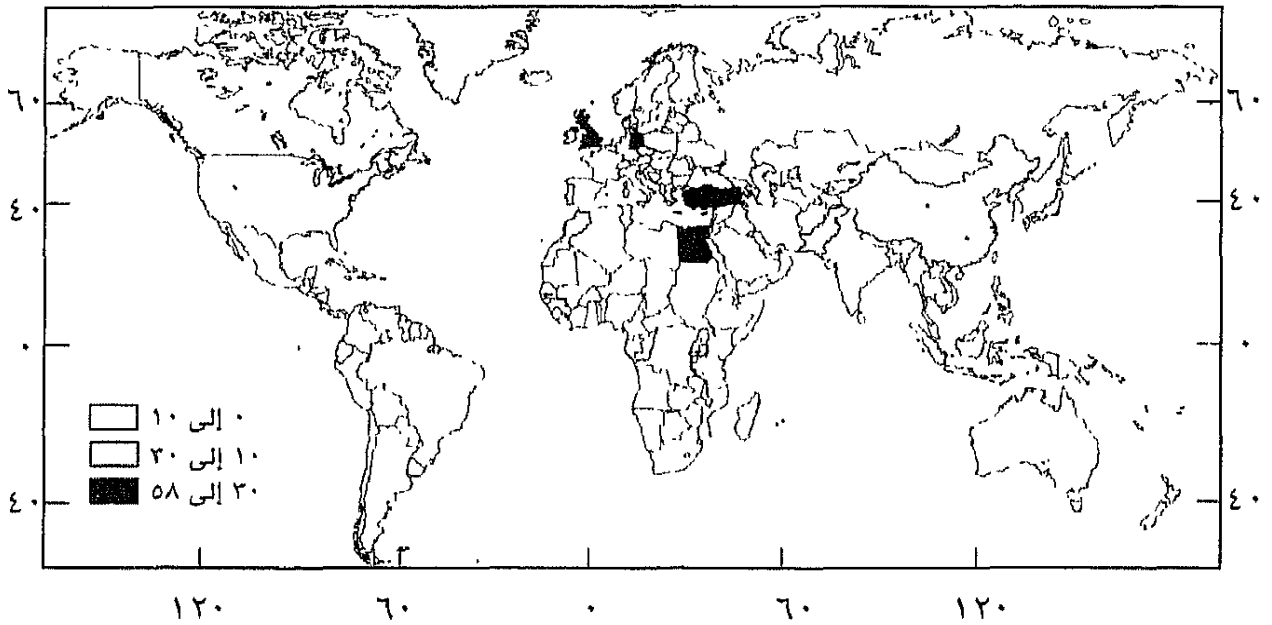 ٦٠ ٦٠
٤٠ ٤٠
٠ ٠
٠ إلى ١٠
١٠ إلى ٣٠
٣٠ إلى ٥٨
٤٠ ٤٠
١٢٠ ٦٠ ٠ ٦٠ ١٢٠